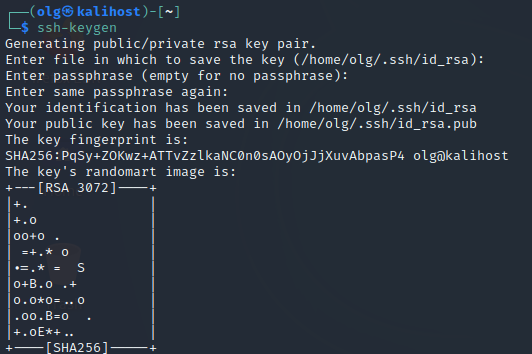 ┌──(olg㉿kalihost)-[~]
└─$ ssh-keygen
Generating public/private rsa key pair.
Enter file in which to save the key (/home/olg/.ssh/id_rsa):
Enter passphrase (empty for no passphrase):
Enter same passphrase again:
Your identification has been saved in /home/olg/.ssh/id_rsa
Your public key has been saved in /home/olg/.ssh/id_rsa.pub
The key fingerprint is:
SHA256:PqSy+ZOKwz+ATTvZzlkaNC0n0sAOyOjJjXuvAbpasP4 olg@kalihost
The key's randomart image is:
+---[RSA 3072]----+
|+.               |
|+.o              |
|oo+o .           |
| =+.* o          |
|*=.* =  S        |
|o+B.o .+         |
|o.o*o=..o        |
|.oo.B=o  .       |
|+.oE*+..         |
+----[SHA256]-----+